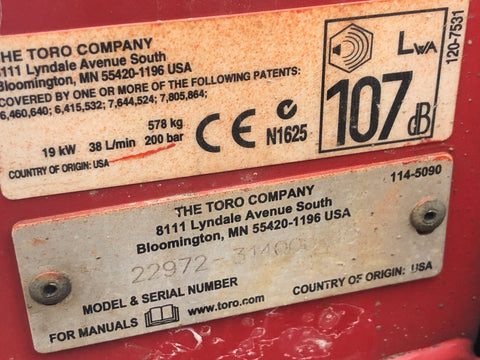 THE TORO COMPANY
8111 Lyndale Avenue South
Bloomington, MN 55420-1196 USA
COVERED BY ONE OR MORE OF THE FOLLOWING PATENTS:
6,460,640; 6,415,532; 7,644,524; 7,805,864;
578 kg
19 kW 38 L/min 200 bar
COUNTRY OF ORIGIN: USA
CE
N1625
LWA
107
dB
120-7531
114-5090
THE TORO COMPANY
8111 Lyndale Avenue South
Bloomington, MN 55420-1196 USA
22972-314000
MODEL & SERIAL NUMBER
FOR MANUALS www.toro.com
COUNTRY OF ORIGIN: USA